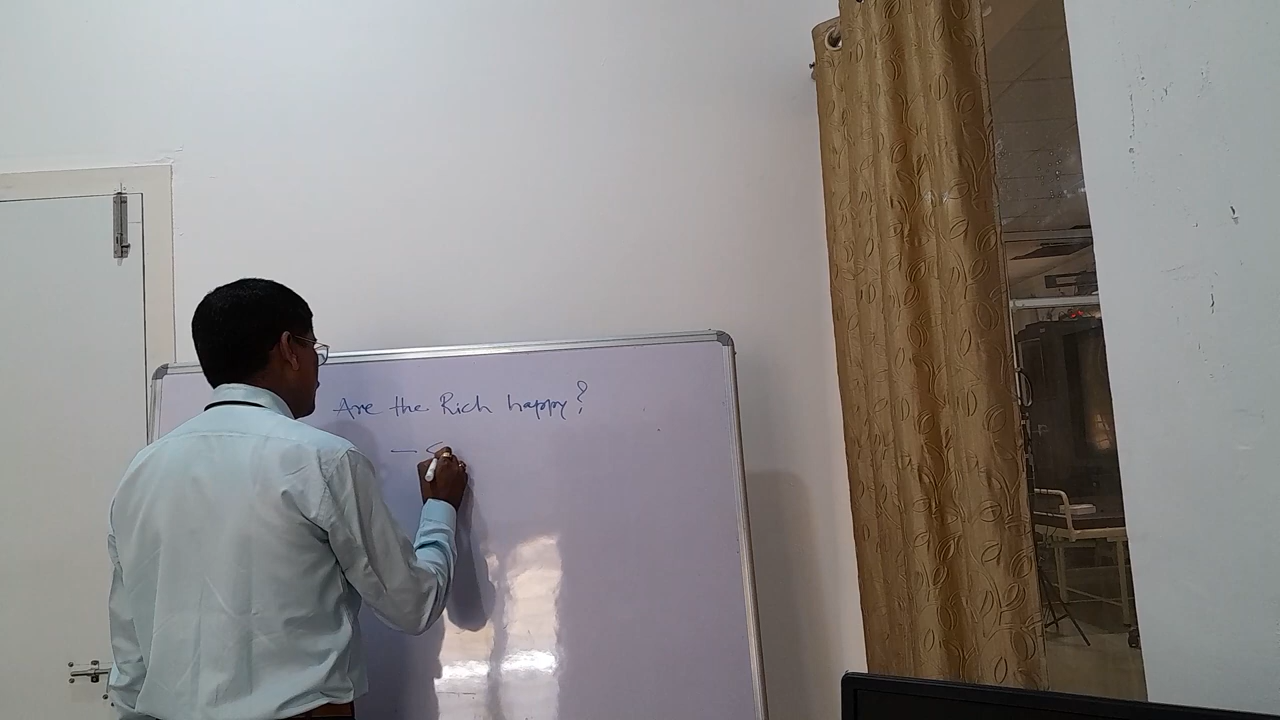 Are the Rich happy?
— S